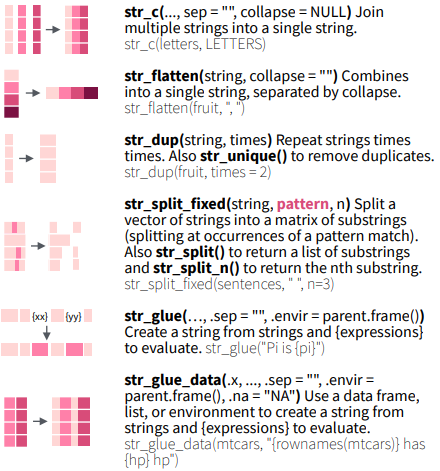 str_c(..., sep = "", collapse = NULL) Join
multiple strings into a single string.
str_c(letters, LETTERS)
str_flatten(string, collapse = "") Combines
into a single string, separated by collapse.
str_flatten(fruit, ", ")
str_dup(string, times) Repeat strings times
times. Also str_unique() to remove duplicates.
str_dup(fruit, times = 2)
str_split_fixed(string, pattern, n) Split a
vector of strings into a matrix of substrings
(splitting at occurrences of a pattern match).
Also str_split() to return a list of substrings
and str_split_n() to return the nth substring.
str_split_fixed(sentences, " ", n=3)
{xx} {yy}
str_glue(…, .sep = "", .envir = parent.frame())
Create a string from strings and {expressions}
to evaluate. str_glue("Pi is {pi}")
str_glue_data(.x, ..., .sep = "", .envir =
parent.frame(), .na = "NA") Use a data frame,
list, or environment to create a string from
strings and {expressions} to evaluate.
str_glue_data(mtcars, "{rownames(mtcars)} has
{hp} hp")